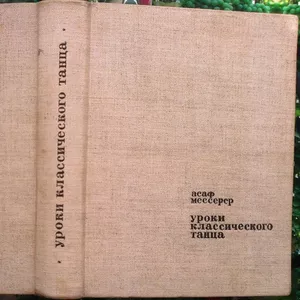 • уроки классического танца •
асаф
мессерер
уроки
классического
танца